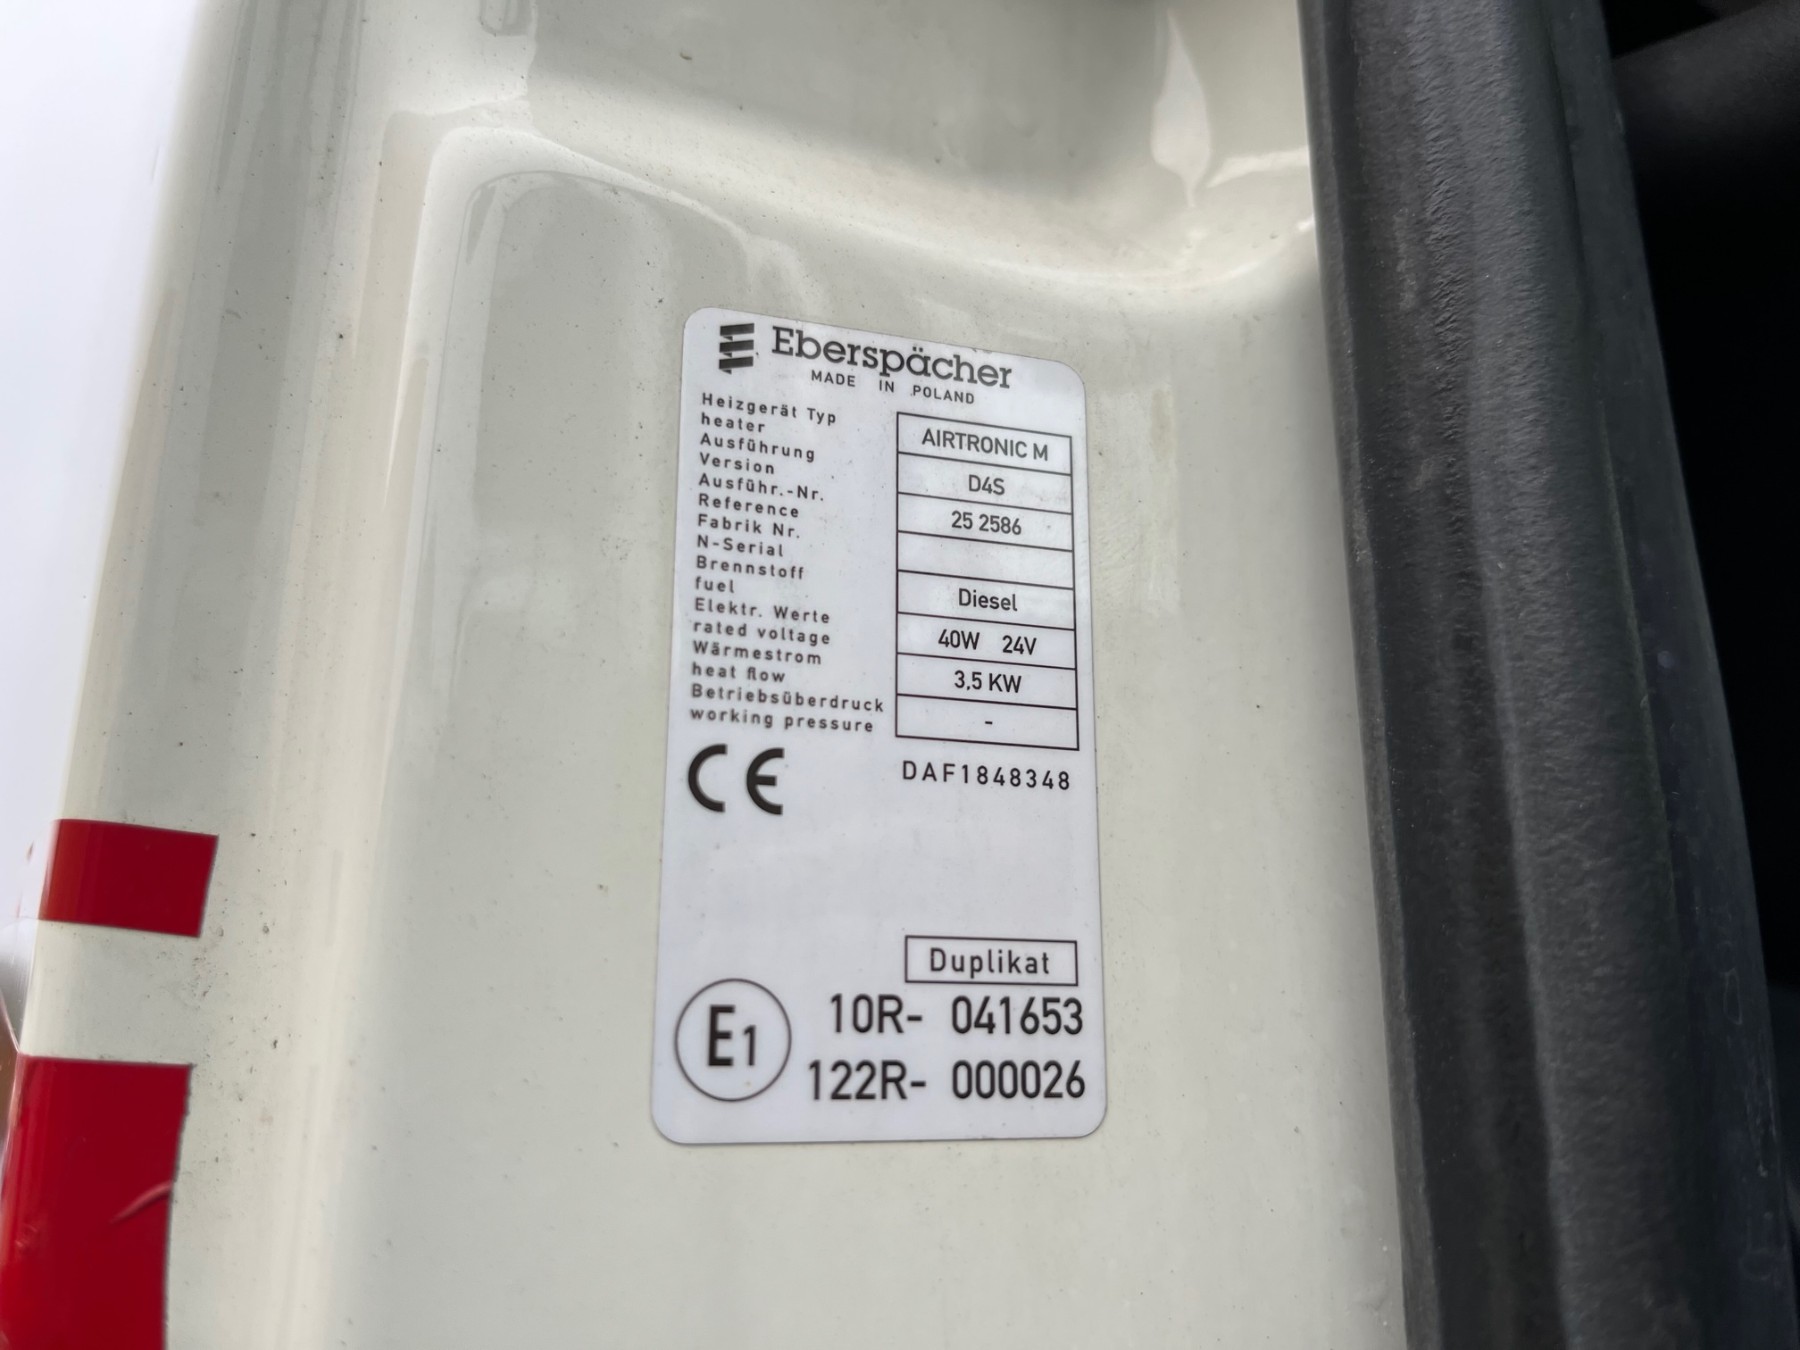 Eberspächer
MADE IN POLAND
Heizgerät Typ
heater
AIRTRONIC M
Ausführung
Version
D4S
Ausführ.-Nr.
Reference
25 2586
Fabrik Nr.
N-Serial
Brennstoff
fuel
Diesel
Elektr. Werte
rated voltage
40W 24V
Wärmestrom
heat flow
3,5 KW
Betriebsüberdruck
working pressure
-
CE
DAF1848348
Duplikat
E1
10R- 041653
122R- 000026